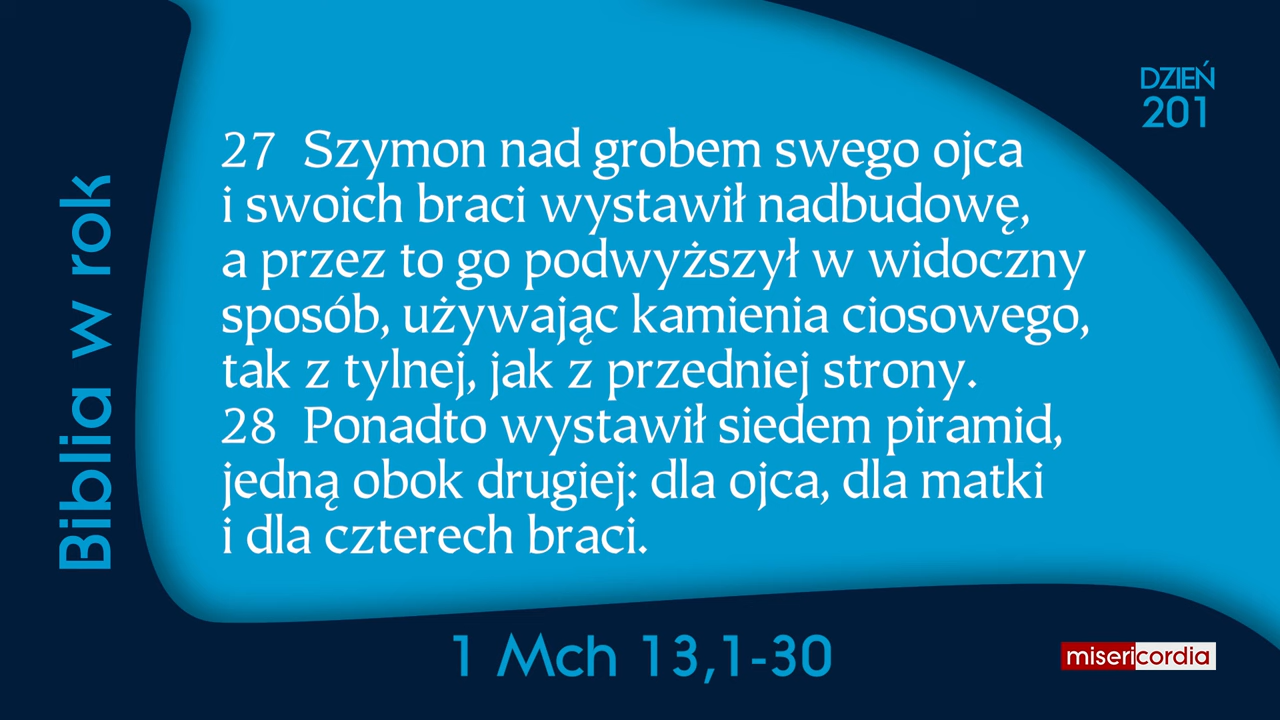 DZIEŃ
201
27 Szymon nad grobem swego ojca
i swoich braci wystawił nadbudowę,
a przez to go podwyższył w widoczny
sposób, używając kamienia ciosowego,
tak z tylnej, jak z przedniej strony.
28 Ponadto wystawił siedem piramid,
jedną obok drugiej: dla ojca, dla matki
i dla czterech braci.
Biblia w rok
1 Mch 13,1-30
misericordia